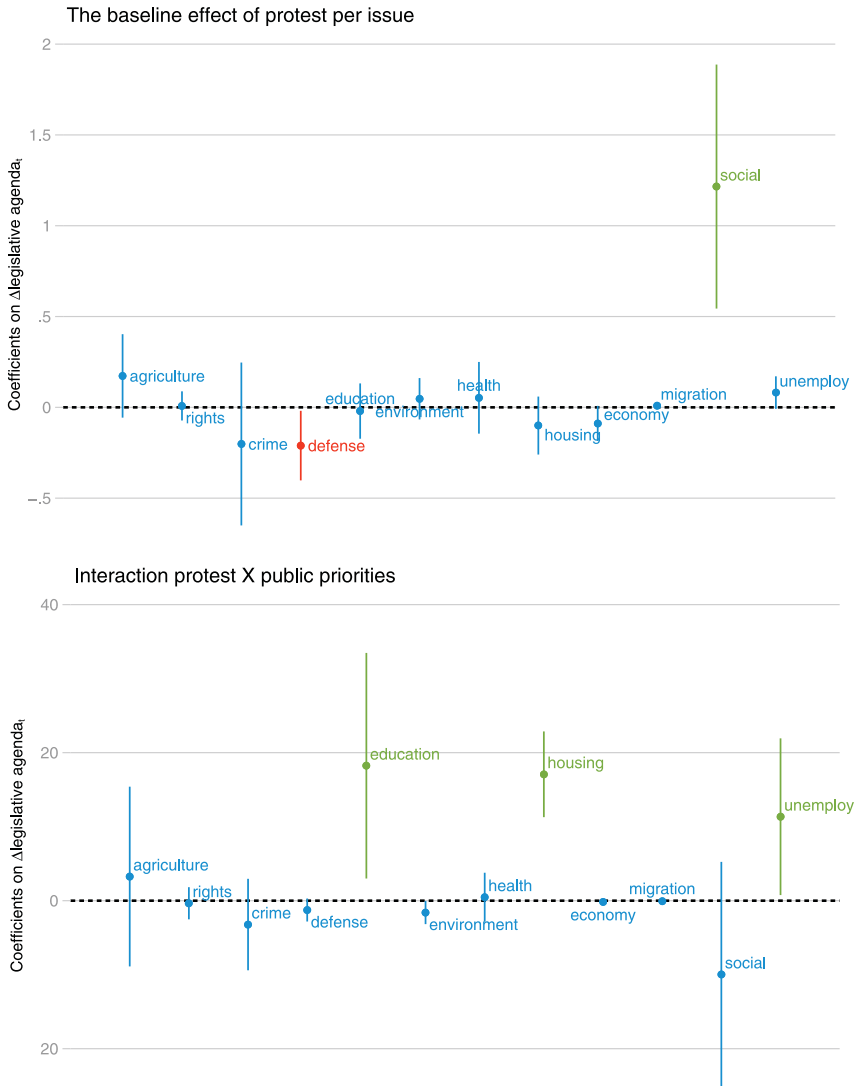 The baseline effect of protest per issue
Coefficients on Δlegislative agendaₜ
2
1.5
1
.5
0
−.5
agriculture
rights
crime
defense
education
environment
health
housing
economy
migration
social
unemploy
Interaction protest X public priorities
Coefficients on Δlegislative agendaₜ
40
20
0
20
agriculture
rights
crime
defense
education
environment
health
housing
economy
migration
social
unemploy